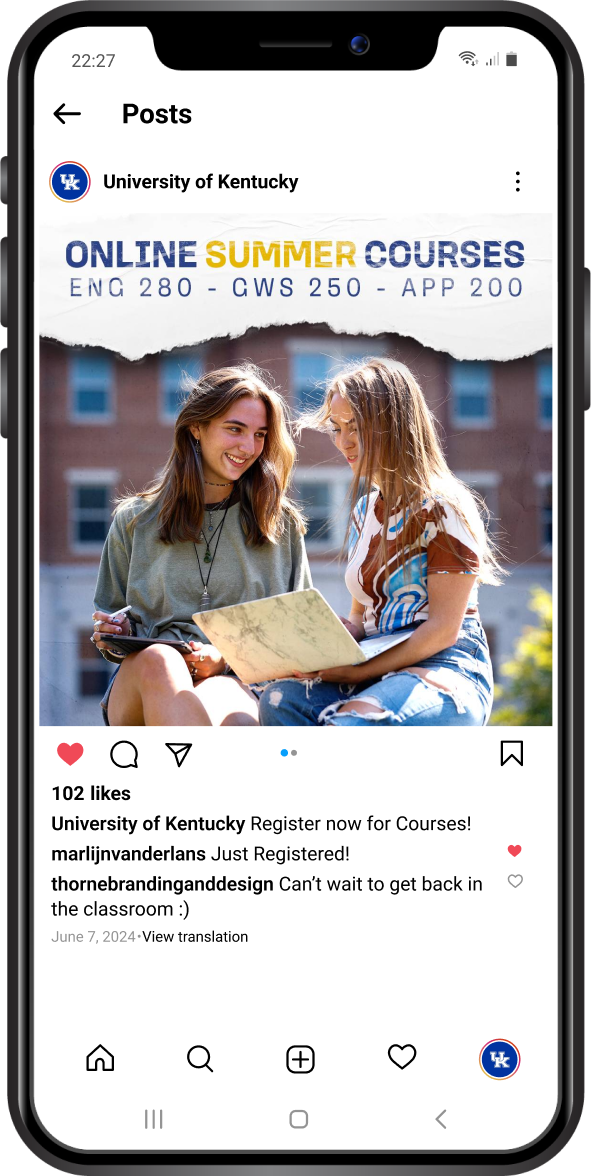 22:27
Posts
UK
University of Kentucky
ONLINE SUMMER COURSES
ENG 280 - GWS 250 - APP 200
102 likes
University of Kentucky Register now for Courses!
marlijnvanderlans Just Registered!
thornebrandinganddesign Can’t wait to get back in
the classroom :)
June 7, 2024•View translation
UK